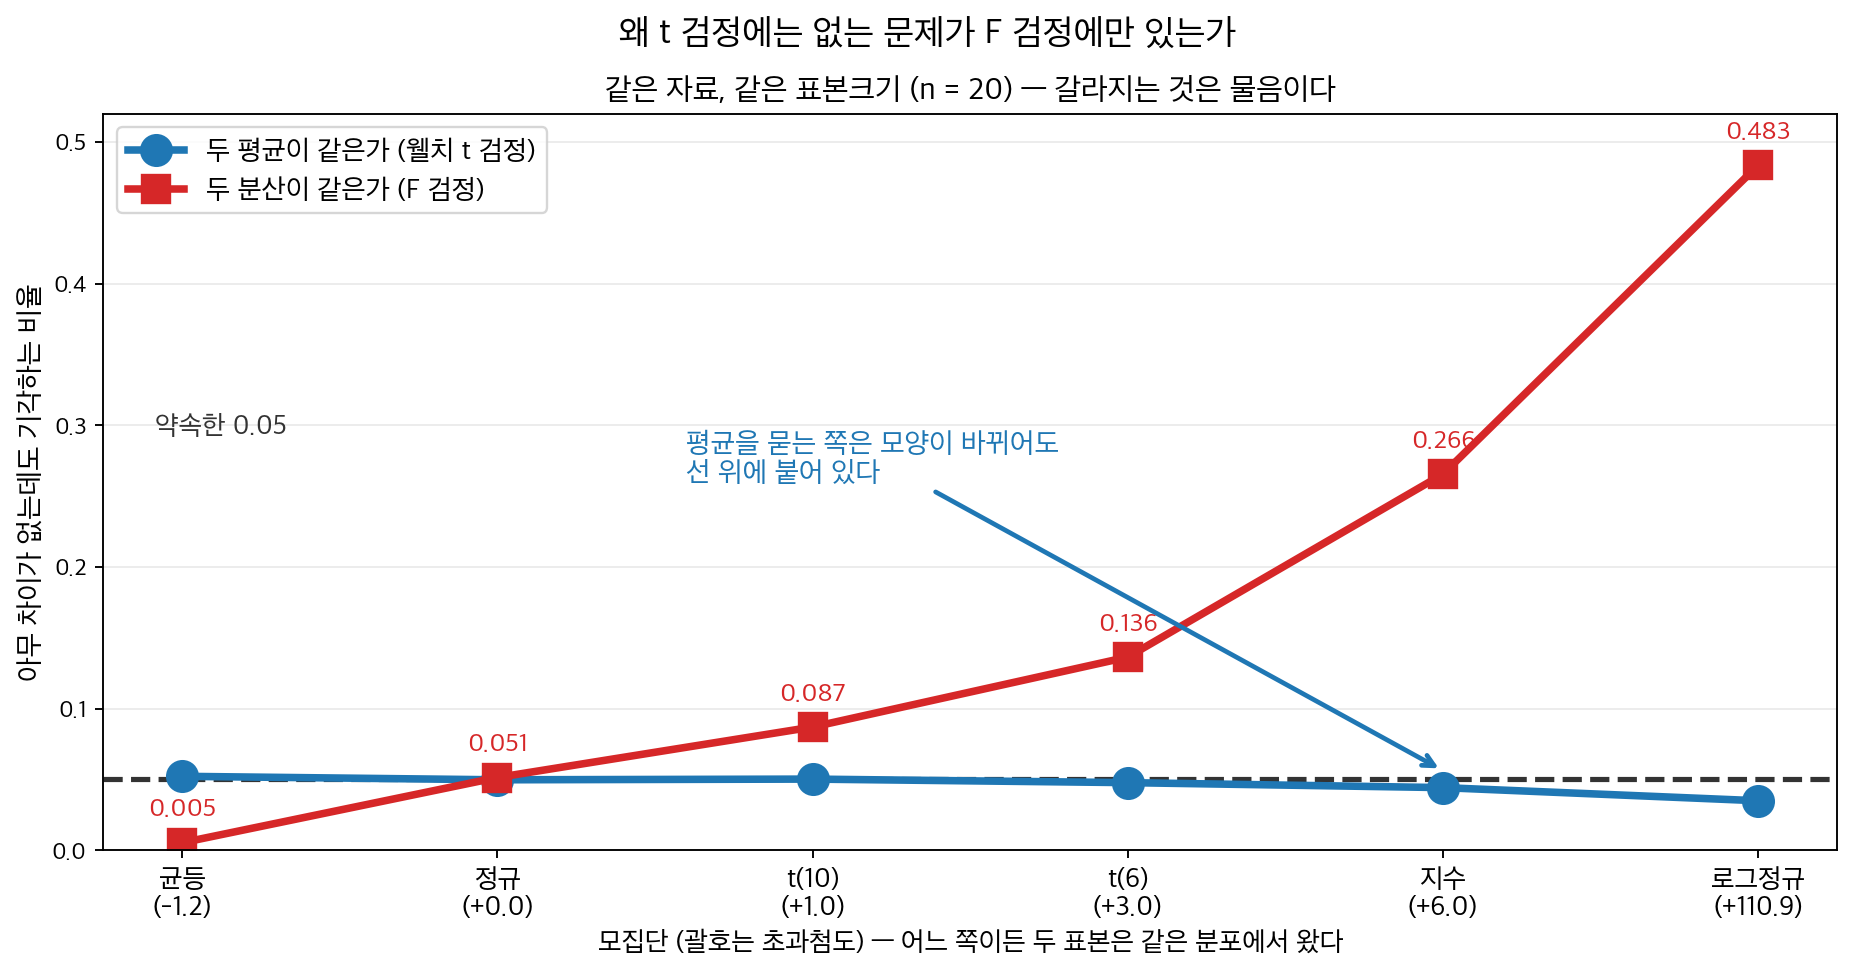 왜 t 검정에는 없는 문제가 F 검정에만 있는가
같은 자료, 같은 표본크기 (n = 20) — 갈라지는 것은 물음이다
두 평균이 같은가 (웰치 t 검정)
두 분산이 같은가 (F 검정)
아무 차이가 없는데도 기각하는 비율
0.5
0.4
0.3
0.2
0.1
0.0
약속한 0.05
평균을 묻는 쪽은 모양이 바뀌어도
선 위에 붙어 있다
0.005
0.051
0.087
0.136
0.266
0.483
균등
(-1.2)
정규
(+0.0)
t(10)
(+1.0)
t(6)
(+3.0)
지수
(+6.0)
로그정규
(+110.9)
모집단 (괄호는 초과첨도) — 어느 쪽이든 두 표본은 같은 분포에서 왔다